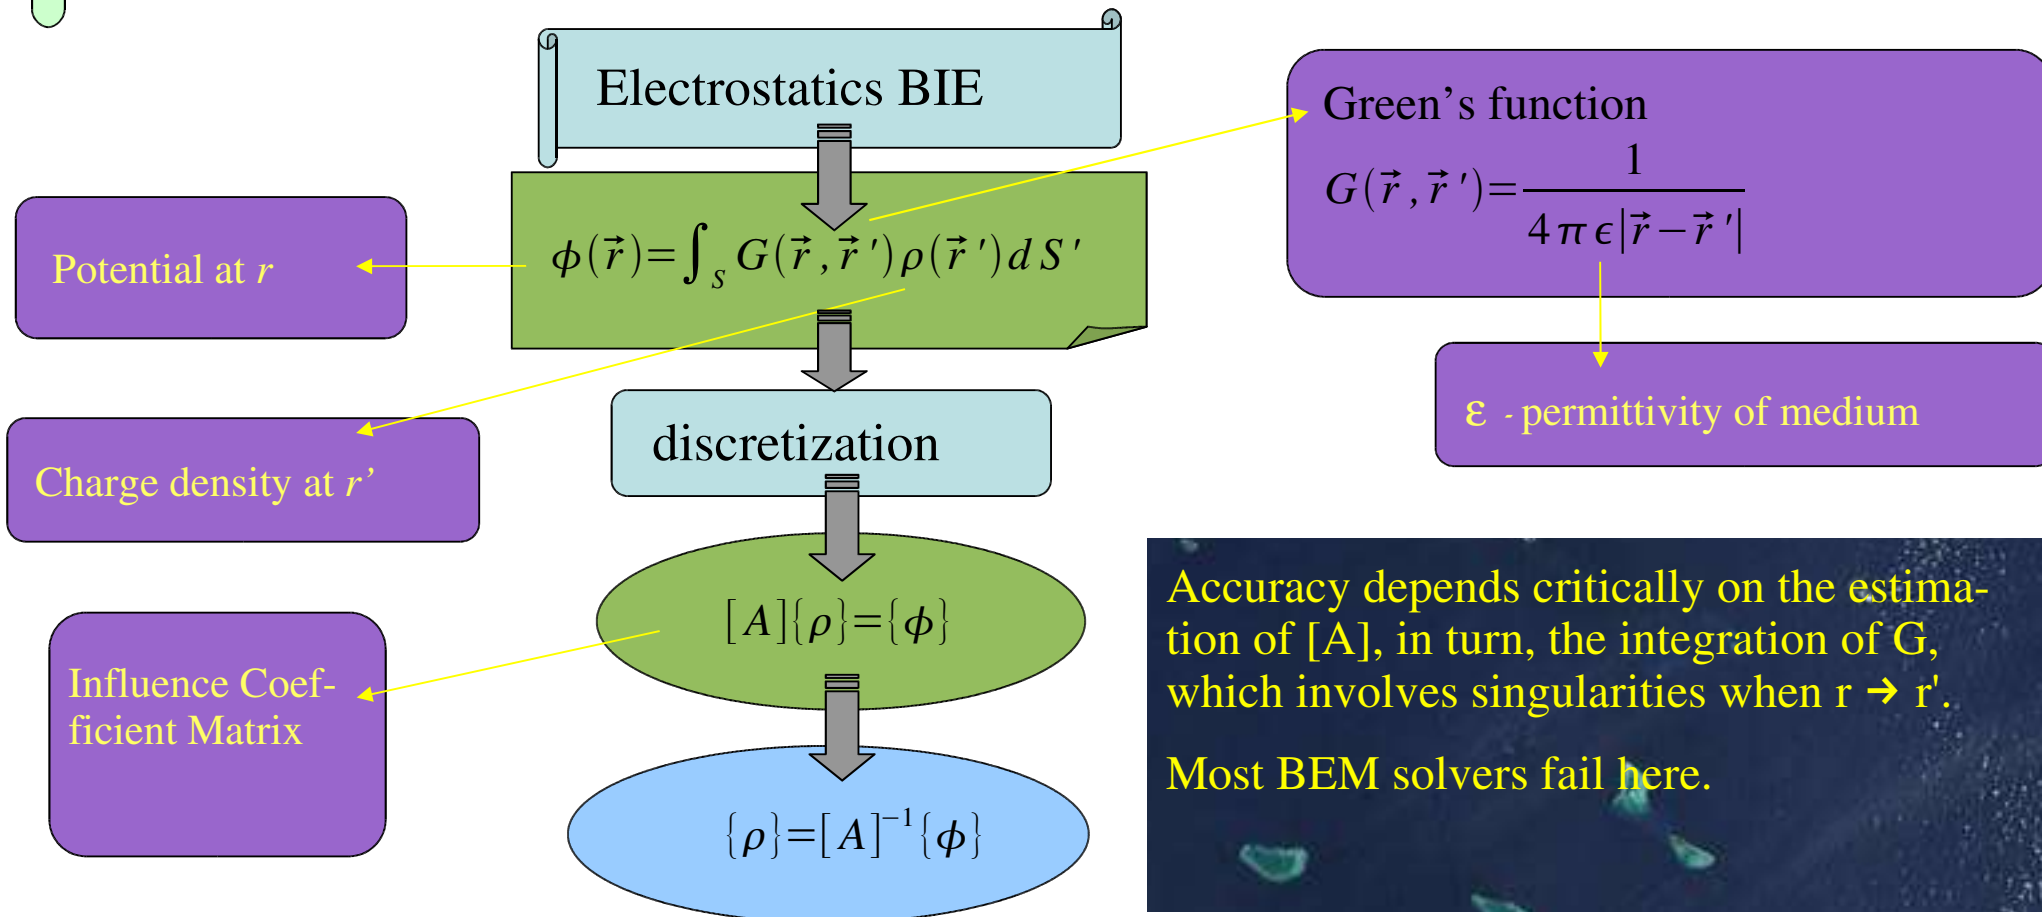 Electrostatics BIE
Green’s function
G(r⃗, r⃗ ') = 1 / (4 π ϵ|r⃗ − r⃗ '|)
ϕ(r⃗) = ∫_S G(r⃗, r⃗ ') ρ(r⃗ ') d S '
Potential at r
ε - permittivity of medium
discretization
Charge density at r’
[A]{ρ}={ϕ}
Influence Coef-
ficient Matrix
{ρ}=[A]⁻¹{ϕ}
Accuracy depends critically on the estima-
tion of [A], in turn, the integration of G,
which involves singularities when r → r'.
Most BEM solvers fail here.